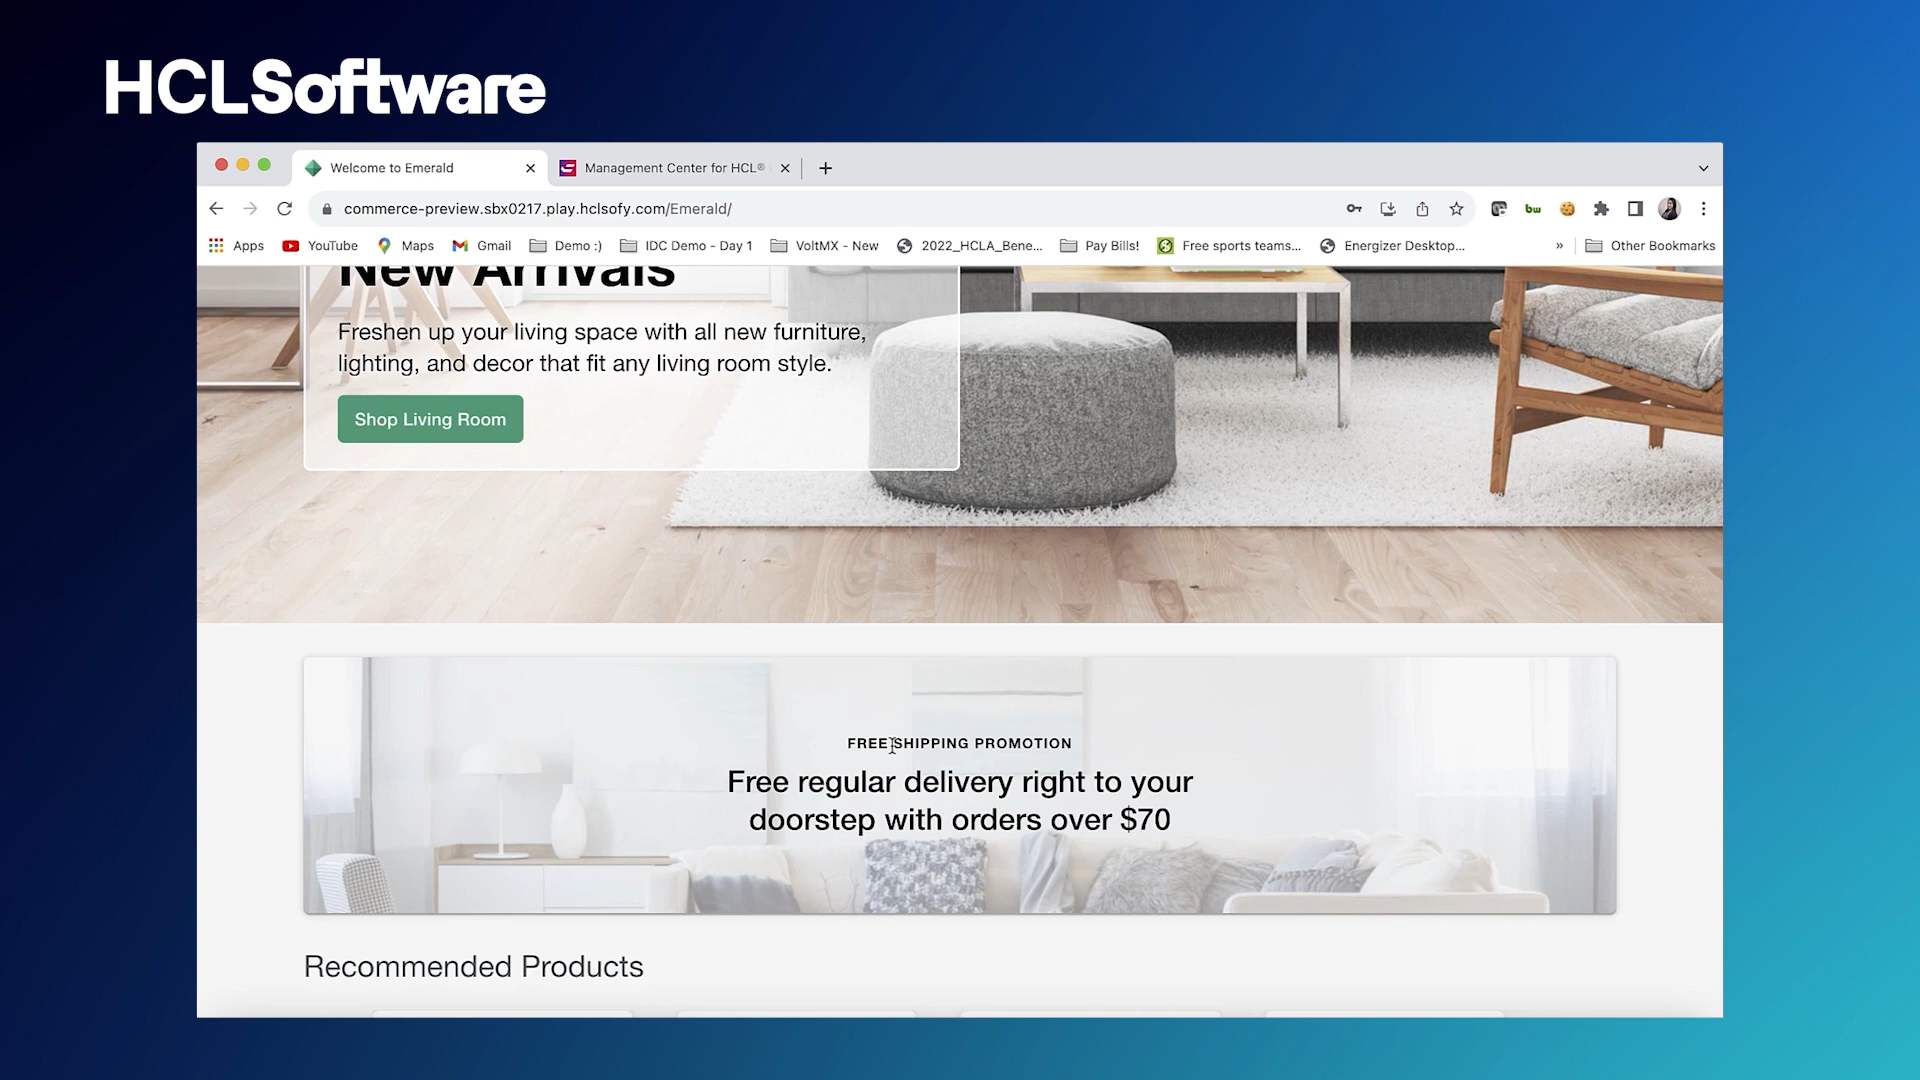 HCLSoftware
Welcome to Emerald
Management Center for HCL®
commerce-preview.sbx0217.play.hclsofy.com/Emerald/
bw
Apps
YouTube
Maps
Gmail
Demo :)
IDC Demo - Day 1
VoltMX - New
2022_HCLA_Bene...
Pay Bills!
Free sports teams...
Energizer Desktop...
»
Other Bookmarks
New Arrivals
Freshen up your living space with all new furniture,
lighting, and decor that fit any living room style.
Shop Living Room
FREE SHIPPING PROMOTION
Free regular delivery right to your
doorstep with orders over $70
Recommended Products